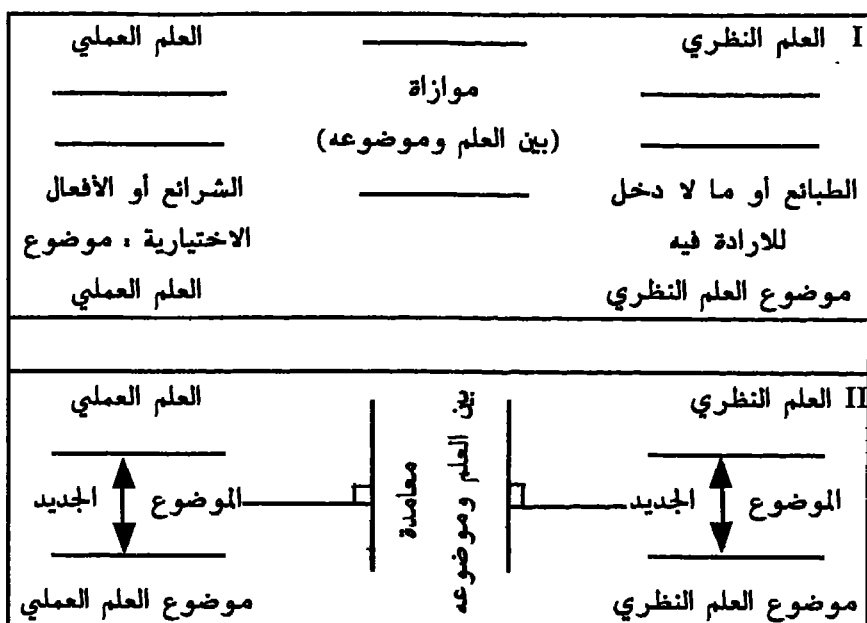 I العلم النظري
الطبائع أو ما لا دخل
للارادة فيه
موضوع العلم النظري
موازاة
(بين العلم وموضوعه)
العلم العملي
الشرائع أو الأفعال
الاختيارية : موضوع
العلم العملي
II العلم النظري
الموضوع الجديد
موضوع العلم النظري
بين العلم وموضوعه
معامدة
العلم العملي
الموضوع الجديد
موضوع العلم العملي